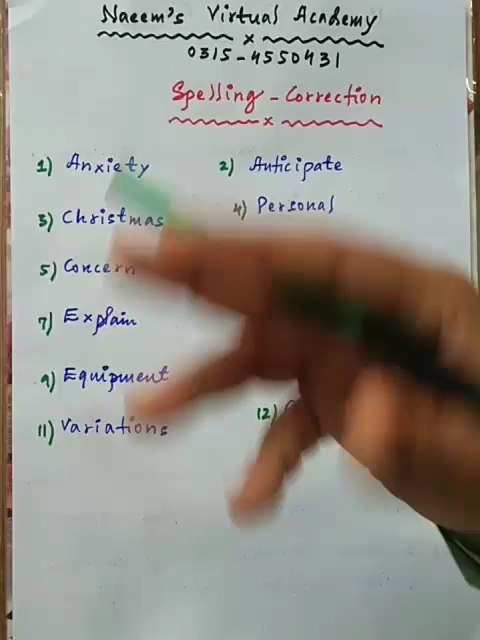 Naeem's Virtual Academy
x
0315-4550431
Spelling-Correction
x
1) Anxiety 2) Anticipate
3) Christmas 4) Personal
5) Concern
7) Explain
9) Equipment
11) Variations 12)